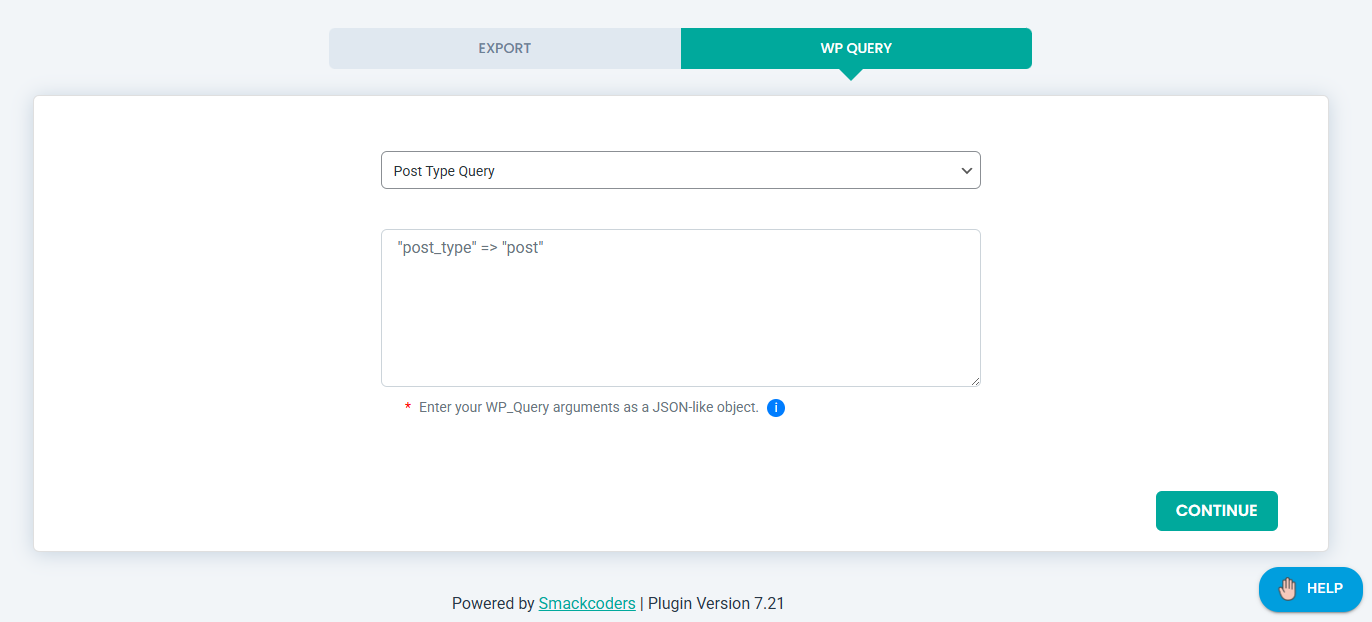 EXPORT
WP QUERY
Post Type Query
"post_type" => "post"
* Enter your WP_Query arguments as a JSON-like object. i
CONTINUE
HELP
Powered by Smackcoders | Plugin Version 7.21